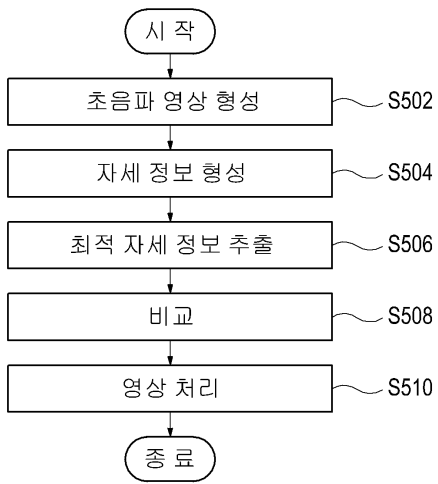 시 작
초음파 영상 형성 S502
자세 정보 형성 S504
최적 자세 정보 추출 S506
비교 S508
영상 처리 S510
종 료